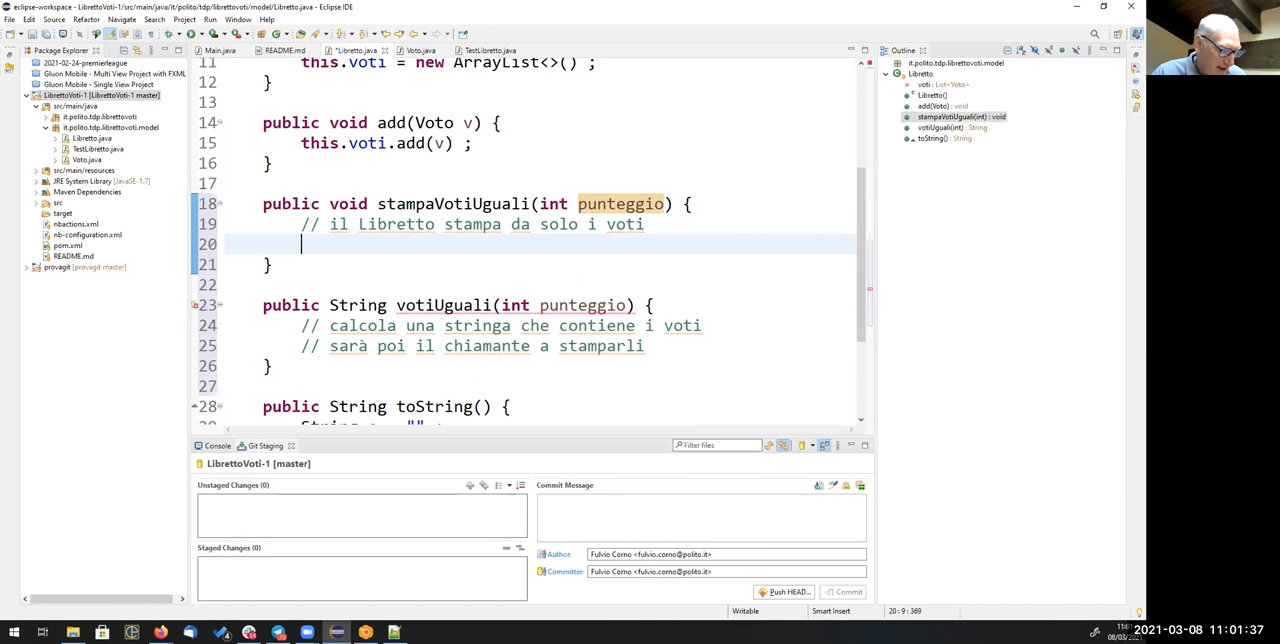 eclipse-workspace - LibrettoVoti-1/src/main/java/it/polito/tdp/librettovoti/model/Libretto.java - Eclipse IDE
File Edit Source Refactor Navigate Search Project Run Window Help
Package Explorer
Main.java README.md *Libretto.java Voto.java TestLibretto.java
Outline
2021-02-24-premierleague
Gluon Mobile - Multi View Project with FXML
Gluon Mobile - Single View Project
LibrettoVoti-1 [LibrettoVoti-1 master]
src/main/java
it.polito.tdp.librettovoti
it.polito.tdp.librettovoti.model
Libretto.java
TestLibretto.java
Voto.java
src/main/resources
JRE System Library [JavaSE-1.7]
Maven Dependencies
src
target
nbactions.xml
nb-configuration.xml
pom.xml
README.md
provagit [provagit master]
11 this.voti = new ArrayList<>() ;
12 }
13
14 public void add(Voto v) {
15 this.voti.add(v) ;
16 }
17
18 public void stampaVotiUguali(int punteggio) {
19 // il Libretto stampa da solo i voti
20
21 }
22
23 public String votiUguali(int punteggio) {
24 // calcola una stringa che contiene i voti
25 // sarà poi il chiamante a stamparli
26 }
27
28 public String toString() {
it.polito.tdp.librettovoti.model
Libretto
voti : List<Voto>
Libretto()
add(Voto) : void
stampaVotiUguali(int) : void
votiUguali(int) : String
toString() : String
Console Git Staging
Filter files
LibrettoVoti-1 [master]
Unstaged Changes (0)
Staged Changes (0)
Commit Message
Author: Fulvio Corno <fulvio.corno@polito.it>
Committer: Fulvio Corno <fulvio.corno@polito.it>
Push HEAD... Commit
Writable Smart Insert 20 : 9 : 369
11:01
08/03/2021
2021-03-08 11:01:37